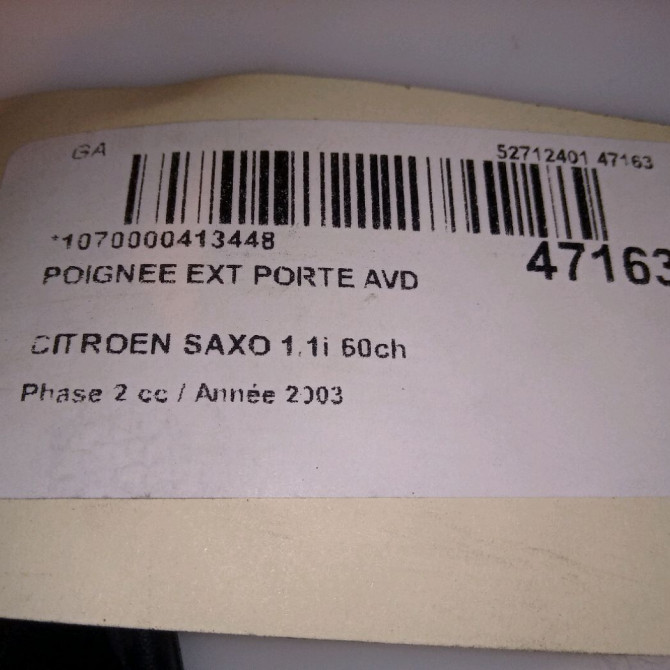 GA
52712401 47163
*1070000413448
47163
POIGNEE EXT PORTE AVD
CITROEN SAXO 1.1i 60ch
Phase 2 cc / Année 2003